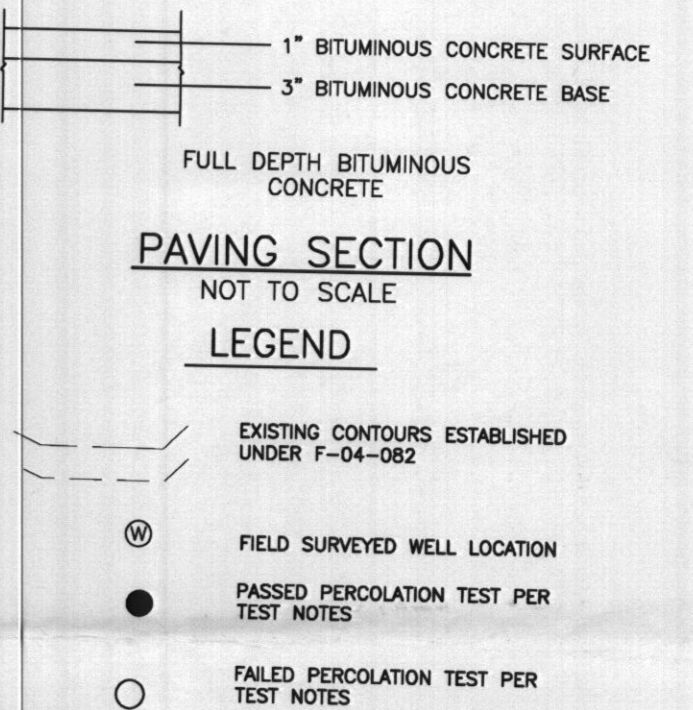 1" BITUMINOUS CONCRETE SURFACE
3" BITUMINOUS CONCRETE BASE
FULL DEPTH BITUMINOUS
CONCRETE
PAVING SECTION
NOT TO SCALE
LEGEND
EXISTING CONTOURS ESTABLISHED
UNDER F-04-082
W
FIELD SURVEYED WELL LOCATION
PASSED PERCOLATION TEST PER
TEST NOTES
FAILED PERCOLATION TEST PER
TEST NOTES